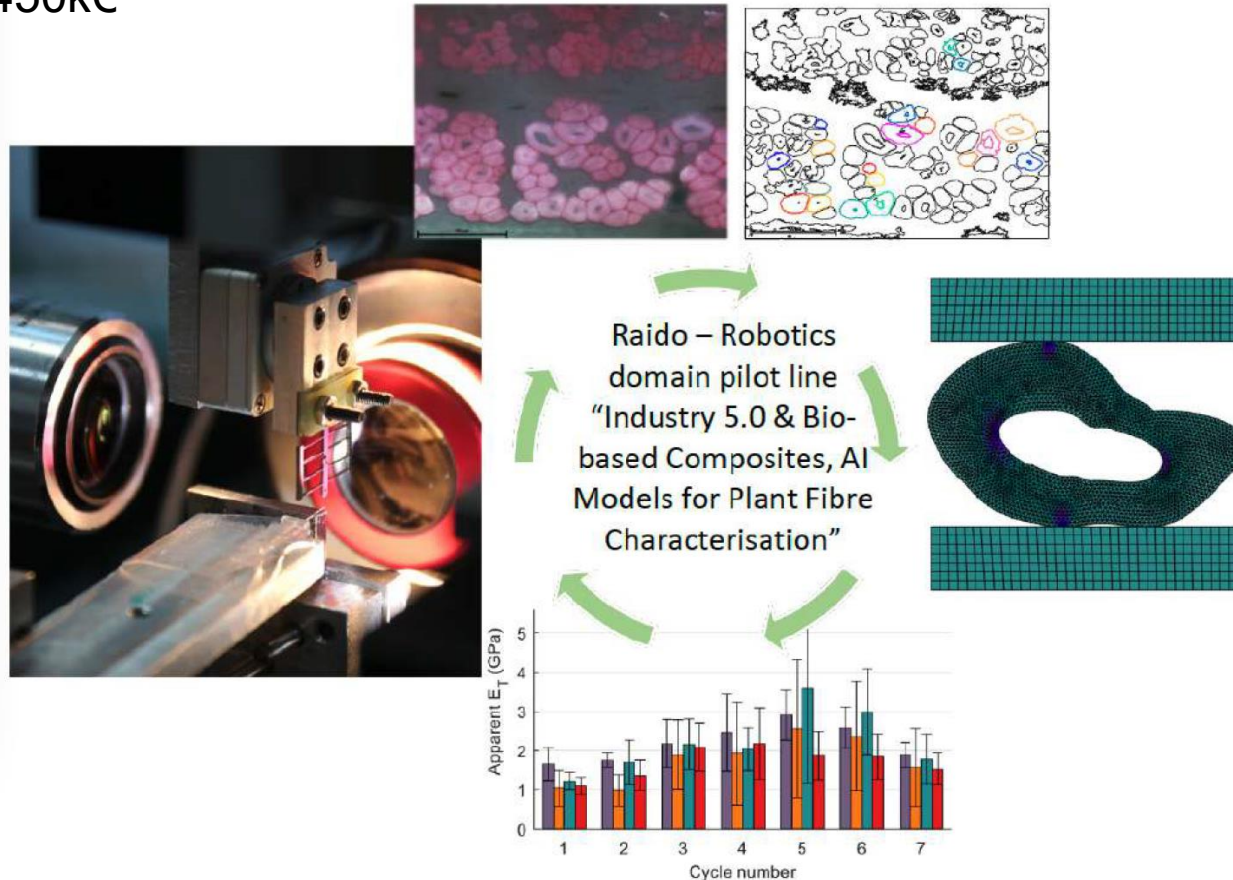 430KC
Raido – Robotics
domain pilot line
“Industry 5.0 & Bio-
based Composites, AI
Models for Plant Fibre
Characterisation”
Apparent E_T (GPa)
5
4
3
2
1
0
1 2 3 4 5 6 7
Cycle number